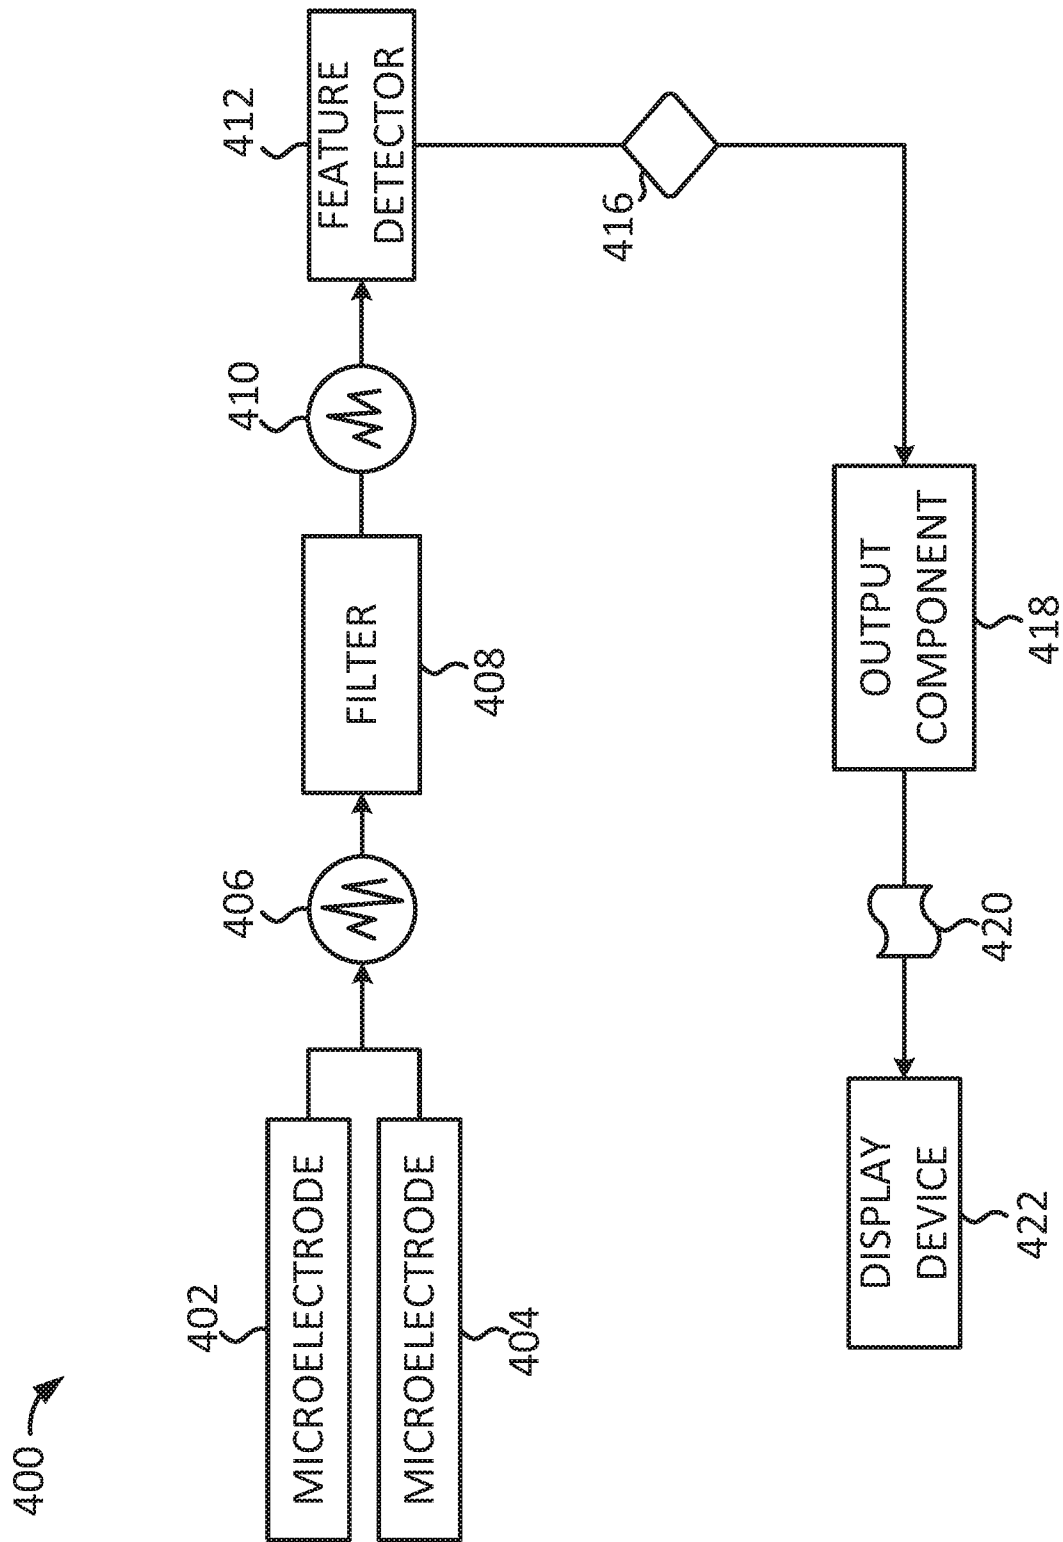 400
402
MICROELECTRODE
MICROELECTRODE
404
406
FILTER
408
410
412
FEATURE
DETECTOR
416
OUTPUT
COMPONENT
418
420
DISPLAY
DEVICE
422